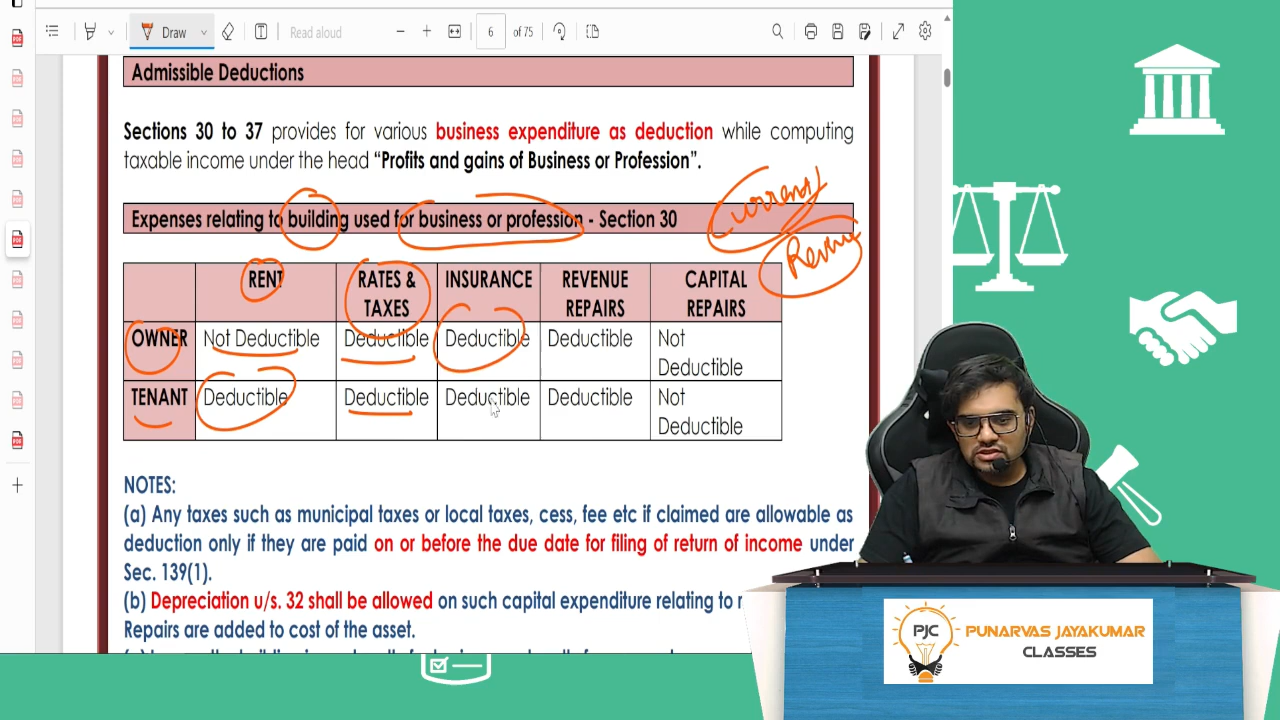 Draw
Read aloud
6
of 75
Admissible Deductions
Sections 30 to 37 provides for various business expenditure as deduction while computing
taxable income under the head “Profits and gains of Business or Profession”.
Expenses relating to building used for business or profession - Section 30
Current
Revenue
RENT
RATES &
TAXES
INSURANCE
REVENUE
REPAIRS
CAPITAL
REPAIRS
OWNER
Not Deductible
Deductible
Deductible
Deductible
Not
Deductible
TENANT
Deductible
Deductible
Deductible
Deductible
Not
Deductible
NOTES:
(a) Any taxes such as municipal taxes or local taxes, cess, fee etc if claimed are allowable as
deduction only if they are paid on or before the due date for filing of return of income under
Sec. 139(1).
(b) Depreciation u/s. 32 shall be allowed on such capital expenditure relating to
Repairs are added to cost of the asset.
PJC
PUNARVAS JAYAKUMAR
CLASSES